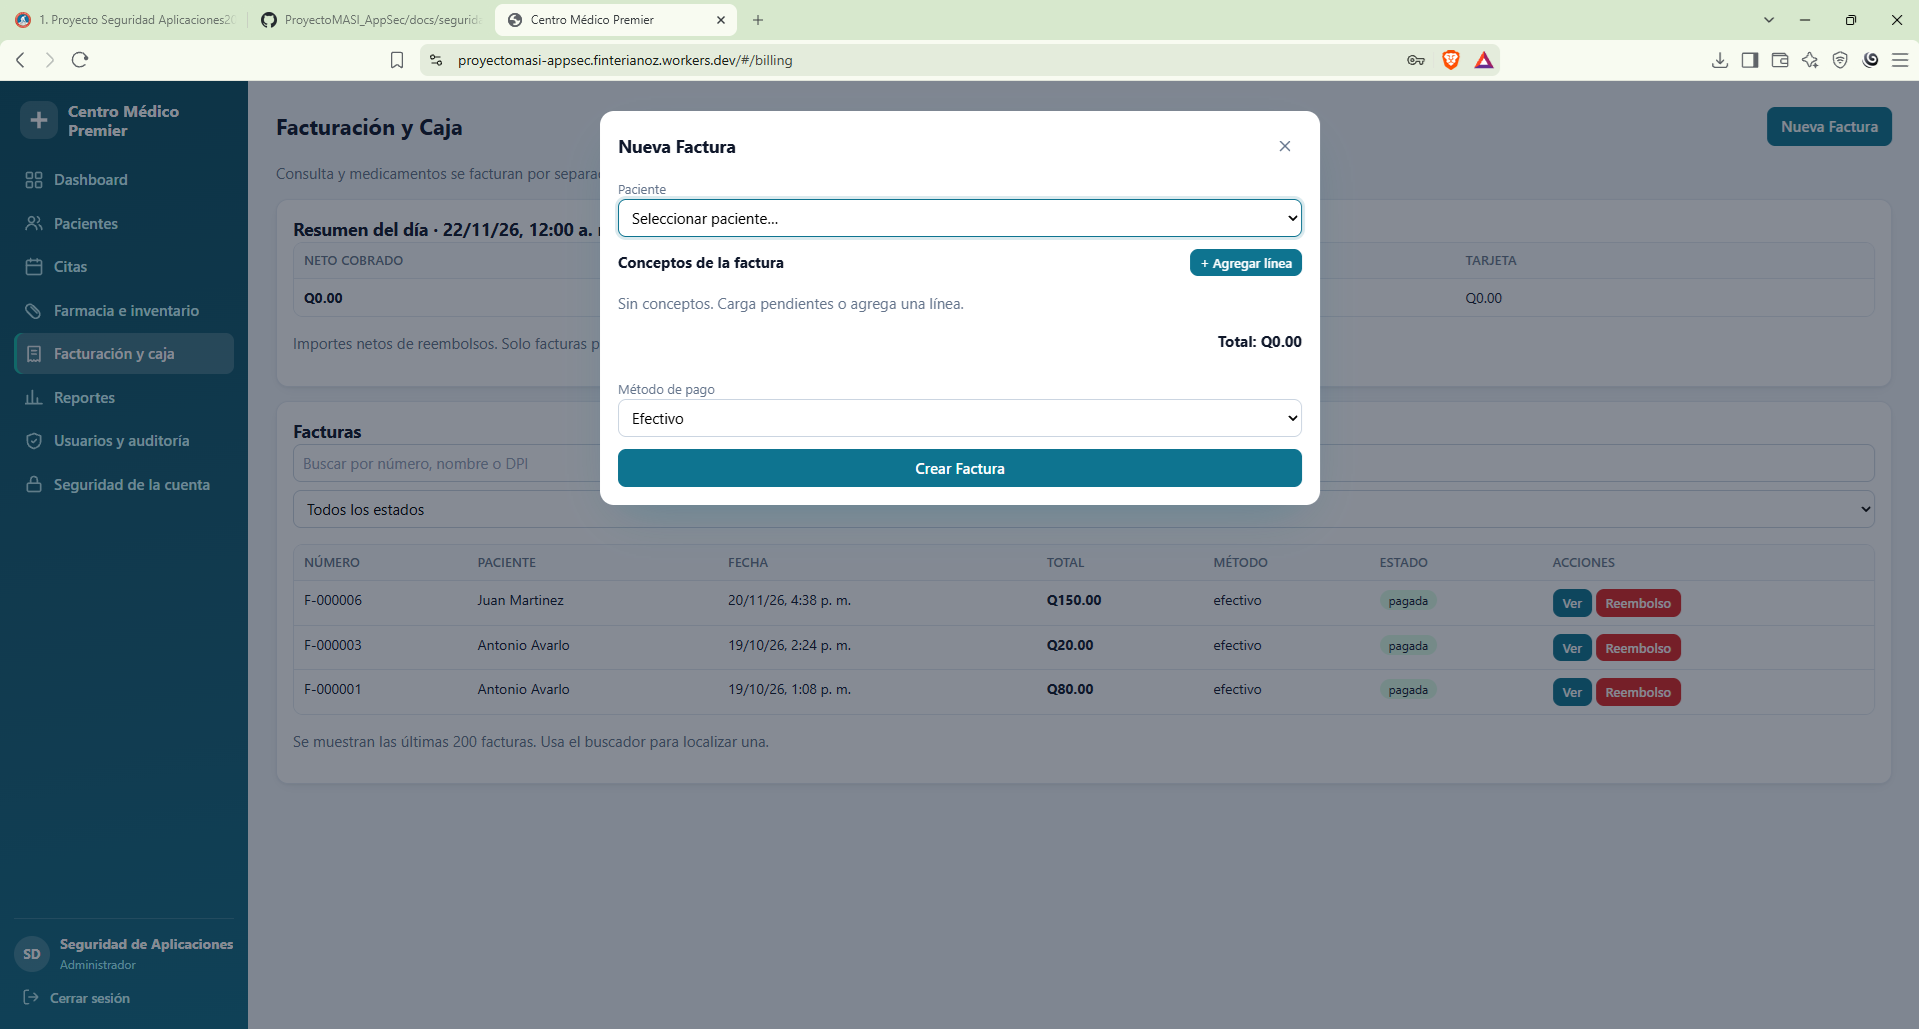 1. Proyecto Seguridad Aplicaciones20
ProyectoMASI_AppSec/docs/segurid
Centro Médico Premier
proyectomasi-appsec.finterianoz.workers.dev/#/billing
Centro Médico
Premier
Dashboard
Pacientes
Citas
Farmacia e inventario
Facturación y caja
Reportes
Usuarios y auditoría
Seguridad de la cuenta
SD
Seguridad de Aplicaciones
Administrador
Cerrar sesión
Facturación y Caja
Nueva Factura
Consulta y medicamentos se facturan por separa
Resumen del día · 22/11/26, 12:00 a.
NETO COBRADO
TARJETA
Q0.00
Q0.00
Importes netos de reembolsos. Solo facturas p
Nueva Factura
Paciente
Seleccionar paciente...
Conceptos de la factura
+ Agregar línea
Sin conceptos. Carga pendientes o agrega una línea.
Total: Q0.00
Método de pago
Efectivo
Crear Factura
Facturas
Buscar por número, nombre o DPI
Todos los estados
NÚMERO PACIENTE FECHA TOTAL MÉTODO ESTADO ACCIONES
F-000006 Juan Martinez 20/11/26, 4:38 p. m. Q150.00 efectivo pagada Ver Reembolso
F-000003 Antonio Avarlo 19/10/26, 2:24 p. m. Q20.00 efectivo pagada Ver Reembolso
F-000001 Antonio Avarlo 19/10/26, 1:08 p. m. Q80.00 efectivo pagada Ver Reembolso
Se muestran las últimas 200 facturas. Usa el buscador para localizar una.